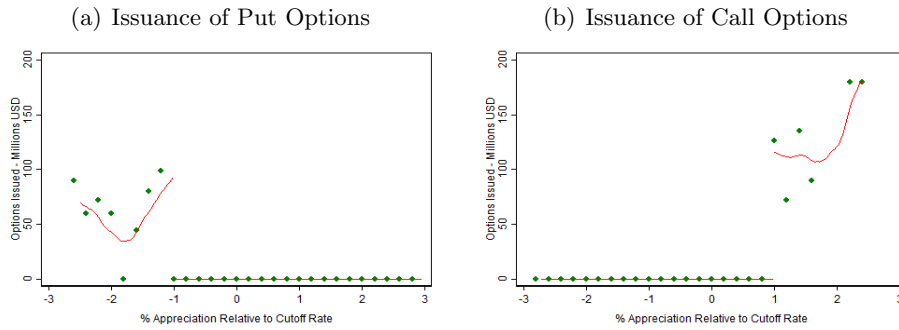 (a) Issuance of Put Options
(b) Issuance of Call Options
Options Issued - Millions USD
200
150
100
50
0
-3 -2 -1 0 1 2 3
% Appreciation Relative to Cutoff Rate
Options Issued - Millions USD
200
150
100
50
0
-3 -2 -1 0 1 2 3
% Appreciation Relative to Cutoff Rate